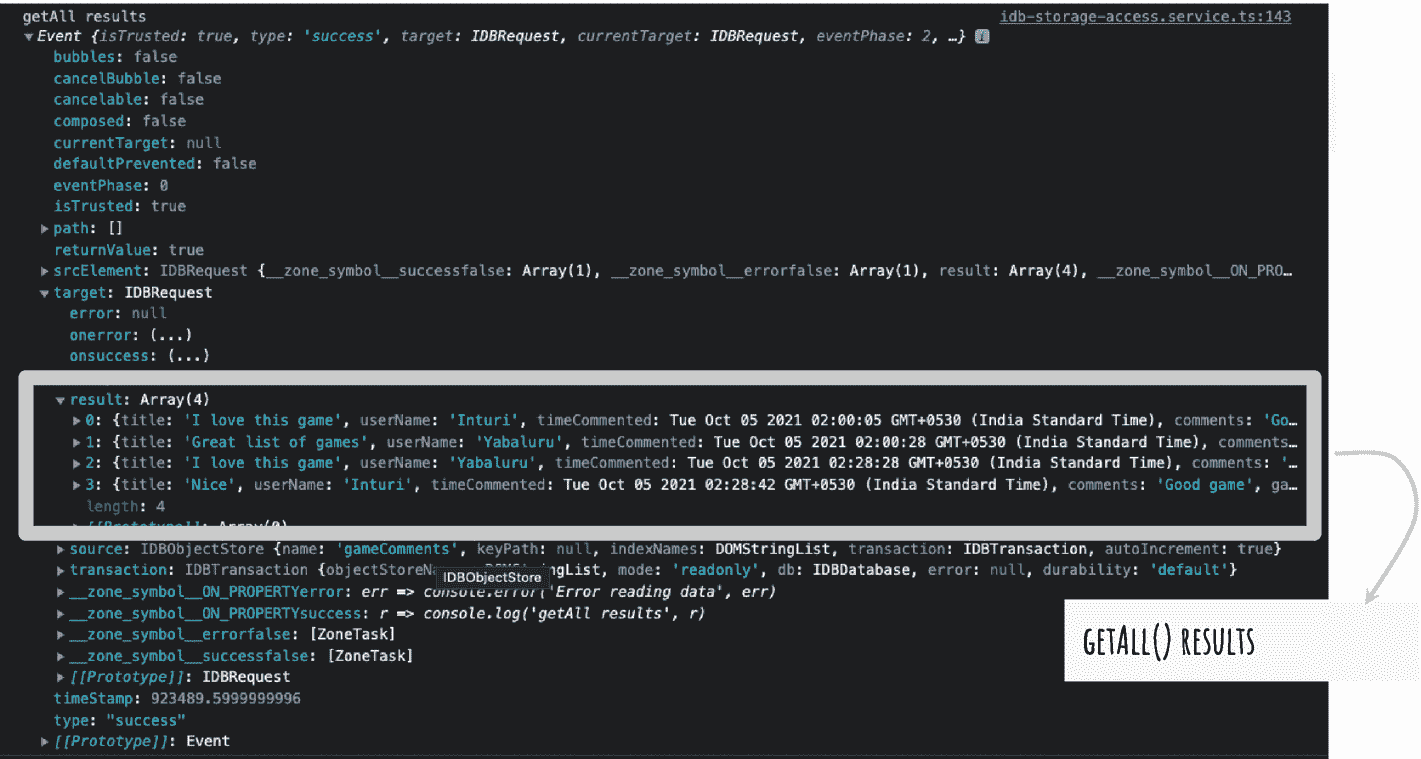 getAll results idb-storage-access.service.ts:143
▼Event {isTrusted: true, type: 'success', target: IDBRequest, currentTarget: IDBRequest, eventPhase: 2, …} i
bubbles: false
cancelBubble: false
cancelable: false
composed: false
currentTarget: null
defaultPrevented: false
eventPhase: 0
isTrusted: true
▶path: []
returnValue: true
▶srcElement: IDBRequest {__zone_symbol__successfalse: Array(1), __zone_symbol__errorfalse: Array(1), result: Array(4), __zone_symbol__ON_PRO…
▼target: IDBRequest
error: null
onerror: (...)
onsuccess: (...)
▼result: Array(4)
▶0: {title: 'I love this game', userName: 'Inturi', timeCommented: Tue Oct 05 2021 02:00:05 GMT+0530 (India Standard Time), comments: 'Go…
▶1: {title: 'Great list of games', userName: 'Yabaluru', timeCommented: Tue Oct 05 2021 02:00:28 GMT+0530 (India Standard Time), comments…
▶2: {title: 'I love this game', userName: 'Yabaluru', timeCommented: Tue Oct 05 2021 02:28:28 GMT+0530 (India Standard Time), comments: '…
▶3: {title: 'Nice', userName: 'Inturi', timeCommented: Tue Oct 05 2021 02:28:42 GMT+0530 (India Standard Time), comments: 'Good game', ga…
length: 4
▶[[Prototype]]: Array(0)
▶source: IDBObjectStore {name: 'gameComments', keyPath: null, indexNames: DOMStringList, transaction: IDBTransaction, autoIncrement: true}
▶transaction: IDBTransaction {objectStoreNa ingList, mode: 'readonly', db: IDBDatabase, error: null, durability: 'default'}
IDBObjectStore
▶__zone_symbol__ON_PROPERTYerror: err => console.error('Error reading data', err)
▶__zone_symbol__ON_PROPERTYsuccess: r => console.log('getAll results', r)
▶__zone_symbol__errorfalse: [ZoneTask]
▶__zone_symbol__successfalse: [ZoneTask]
▶[[Prototype]]: IDBRequest
timeStamp: 923489.5999999996
type: "success"
▶[[Prototype]]: Event
getAll() results